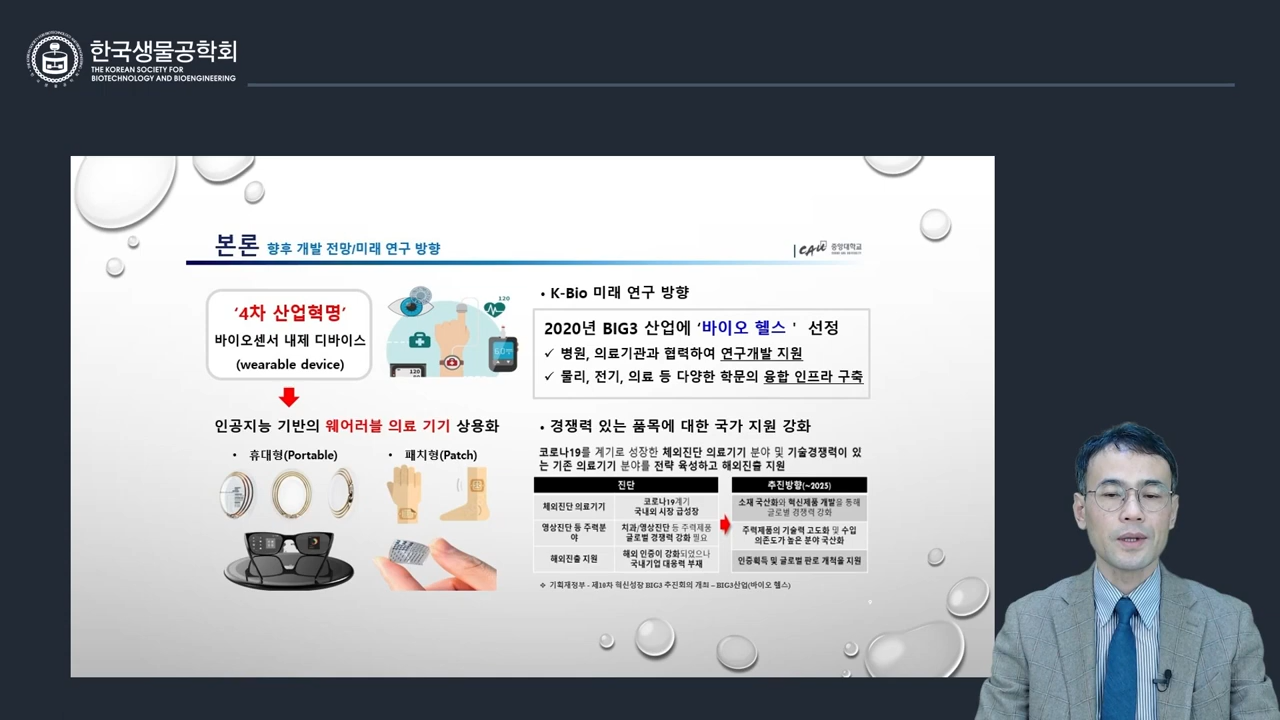 한국생물공학회
THE KOREAN SOCIETY FOR
BIOTECHNOLOGY AND BIOENGINEERING
본론 향후 개발 전망/미래 연구 방향
CAU 중앙대학교
'4차 산업혁명'
바이오센서 내제 디바이스
(wearable device)
120
인공지능 기반의 웨어러블 의료 기기 상용화
• 휴대형(Portable)
• 패치형(Patch)
• K-Bio 미래 연구 방향
2020년 BIG3 산업에 '바이오 헬스 ' 선정
✓ 병원, 의료기관과 협력하여 연구개발 지원
✓ 물리, 전기, 의료 등 다양한 학문의 융합 인프라 구축
• 경쟁력 있는 품목에 대한 국가 지원 강화
코로나19를 계기로 성장한 체외진단 의료기기 분야 및 기술경쟁력이 있
는 기존 의료기기 분야를 전략 육성하고 해외진출 지원
진단
추진방향(~2025)
체외진단 의료기기
코로나19계기
국내외 시장 급성장
소재 국산화와 혁신제품 개발을 통해
글로벌 경쟁력 강화
영상진단 등 주력분
야
치과/영상진단 등 주력제품
글로벌 경쟁력 강화 필요
주력제품의 기술력 고도화 및 수입
의존도가 높은 분야 국산화
해외진출 지원
해외 인증이 강화되었으나
국내기업 대응력 부재
인증획득 및 글로벌 판로 개척을 지원
❖ 기획재정부 - 제18차 혁신성장 BIG3 추진회의 개최 – BIG3산업(바이오 헬스)